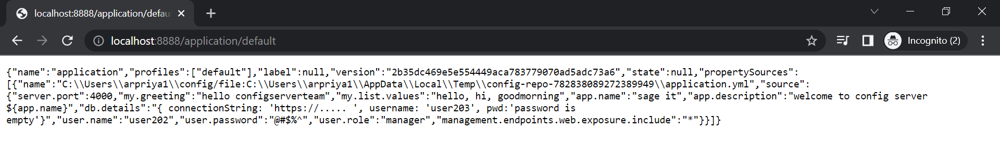 localhost:8888/application/defau
localhost:8888/application/default
Incognito (2)
{"name":"application","profiles":["default"],"label":null,"version":"2b35dc469e5e554449aca783779070ad5adc73a6","state":null,"propertySources":
[{"name":"C:\\Users\\arpriya1\\config/file:C:\\Users\\arpriya1\\AppData\\Local\\Temp\\config-repo-782838089272389949\\application.yml","source":
{"server.port":4000,"my.greeting":"hello configserverteam","my.list.values":"hello, hi, goodmorning","app.name":"sage it","app.description":"welcome to config server
${app.name}","db.details":"{ connectionString: 'https://..... ', username: 'user203', pwd:'password is
empty'}","user.name":"user202","user.password":"@#$%^","user.role":"manager","management.endpoints.web.exposure.include":"*"}}]}